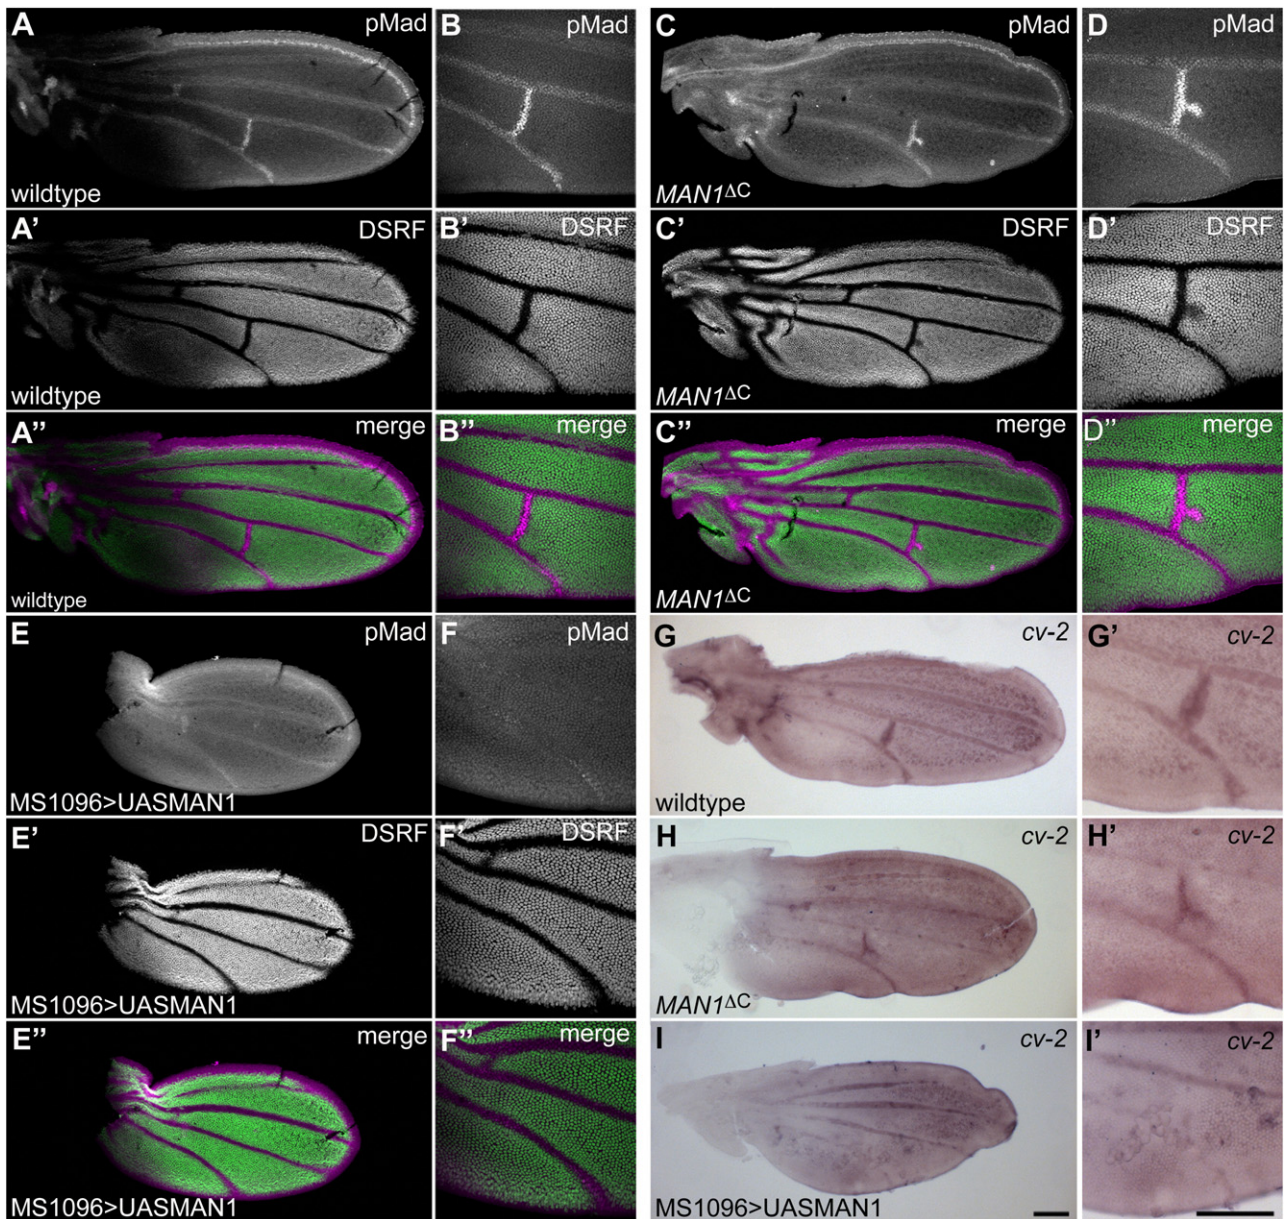 A pMad
B pMad
C pMad
D pMad
wildtype
MAN1ΔC
A' DSRF
B' DSRF
C' DSRF
D' DSRF
wildtype
MAN1ΔC
A'' merge
B'' merge
C'' merge
D'' merge
wildtype
MAN1ΔC
E pMad
F pMad
G cv-2
G' cv-2
MS1096>UASMAN1
wildtype
E' DSRF
F' DSRF
H cv-2
H' cv-2
MS1096>UASMAN1
MAN1ΔC
E'' merge
F'' merge
I cv-2
I' cv-2
MS1096>UASMAN1
MS1096>UASMAN1